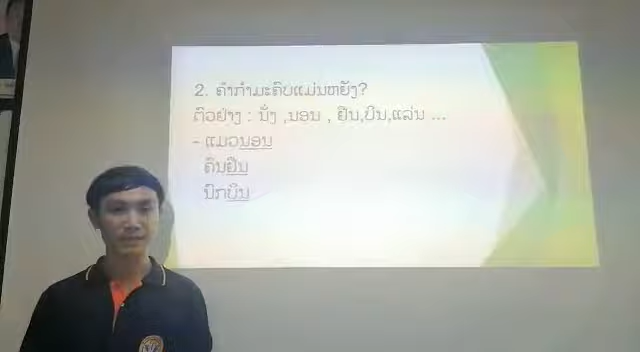 2. ຄຳກຳມະຄົບແມ່ນຫຍັງ?
ຕົວຢ່າງ : ນັ່ງ ,ນອນ , ຢືນ,ບິນ,ແລ່ນ ...
- ແມວນອນ
ຄົນຢືນ
ນົກບິນ